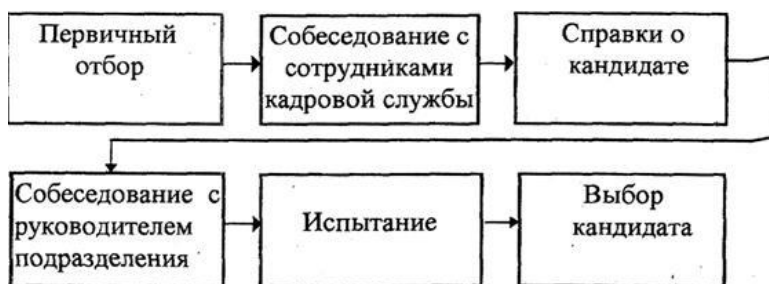 Первичный
отбор
Собеседование с
сотрудниками
кадровой службы
Справки о
кандидате
Собеседование с
руководителем
подразделения
Испытание
Выбор
кандидата